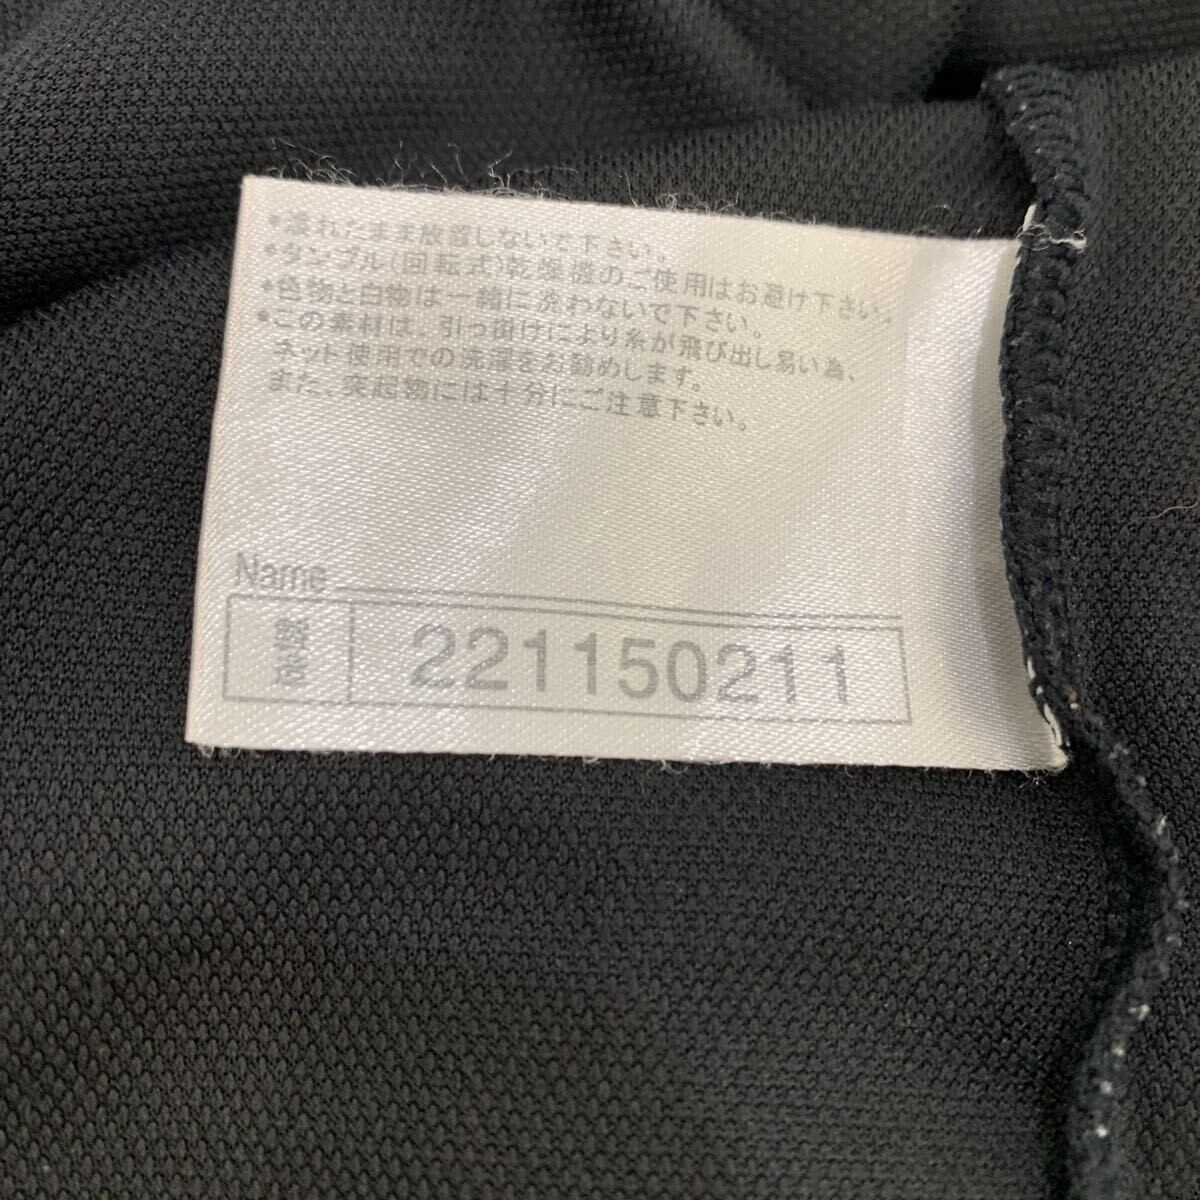 *濡れたまま放置しないで下さい。
*タンブル(回転式)乾燥機のご使用はお避け下さい。
*色物と白物は一緒に洗わないで下さい。
*この素材は、引っ掛けにより糸が飛び出し易い為、
ネット使用での洗濯をお勧めします。
また、突起物には十分にご注意下さい。
Name
221150211